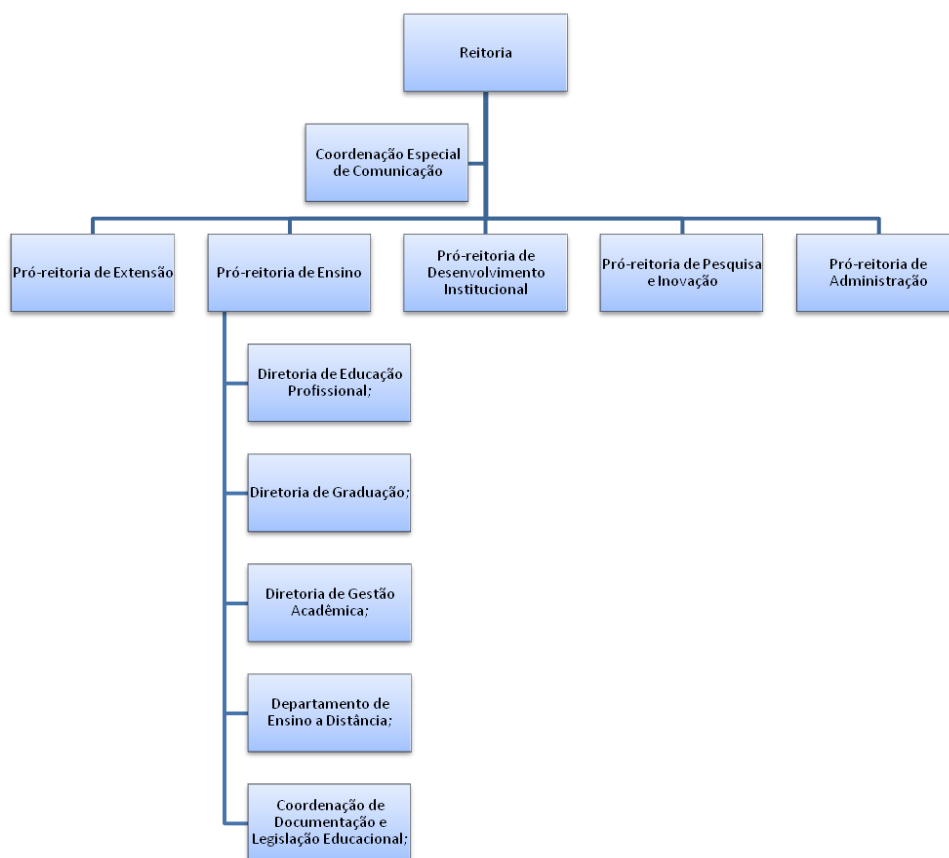 Reitoria
Coordenação Especial
de Comunicação
Pró-reitoria de Extensão
Pró-reitoria de Ensino
Pró-reitoria de
Desenvolvimento
Institucional
Pró-reitoria de Pesquisa
e Inovação
Pró-reitoria de
Administração
Diretoria de Educação
Profissional;
Diretoria de Graduação;
Diretoria de Gestão
Acadêmica;
Departamento de
Ensino a Distância;
Coordenação de
Documentação e
Legislação Educacional;